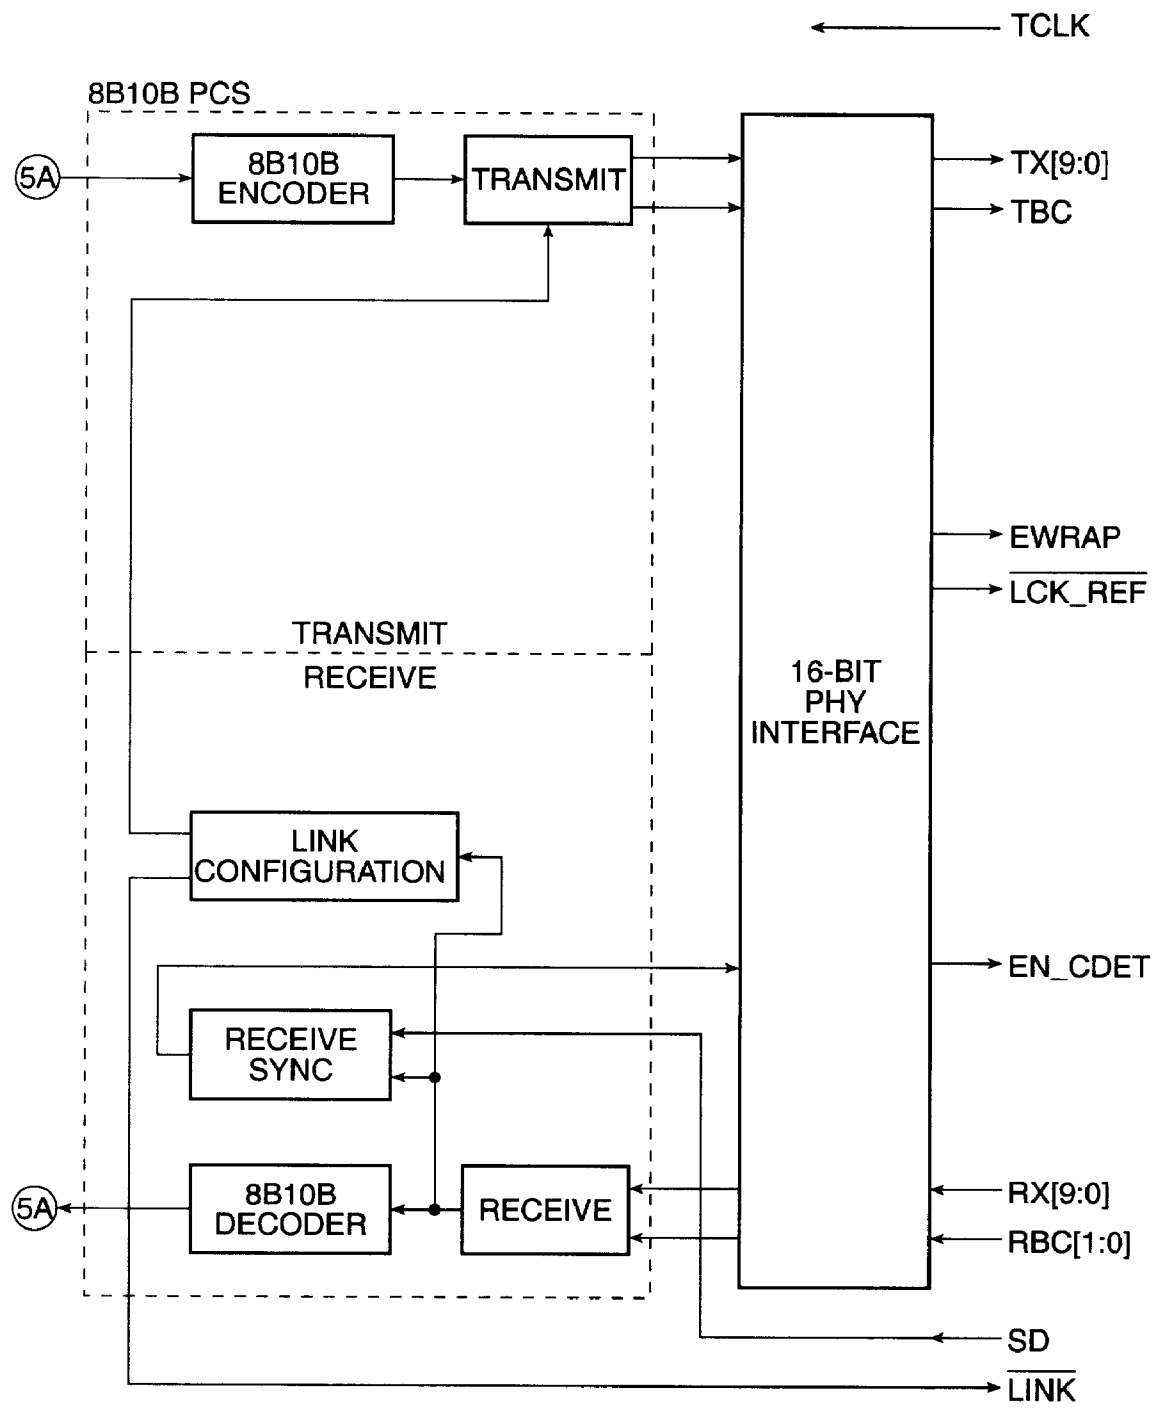 TCLK
8B10B PCS
5A
8B10B
ENCODER
TRANSMIT
TX[9:0]
TBC
EWRAP
LCK_REF
TRANSMIT
RECEIVE
16-BIT
PHY
INTERFACE
LINK
CONFIGURATION
EN_CDET
RECEIVE
SYNC
5A
8B10B
DECODER
RECEIVE
RX[9:0]
RBC[1:0]
SD
LINK